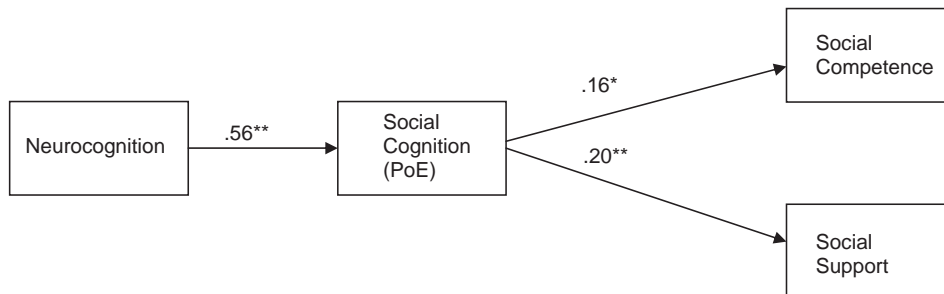 Social
Competence
.16*
Neurocognition
.56**
Social
Cognition
(PoE)
.20**
Social
Support